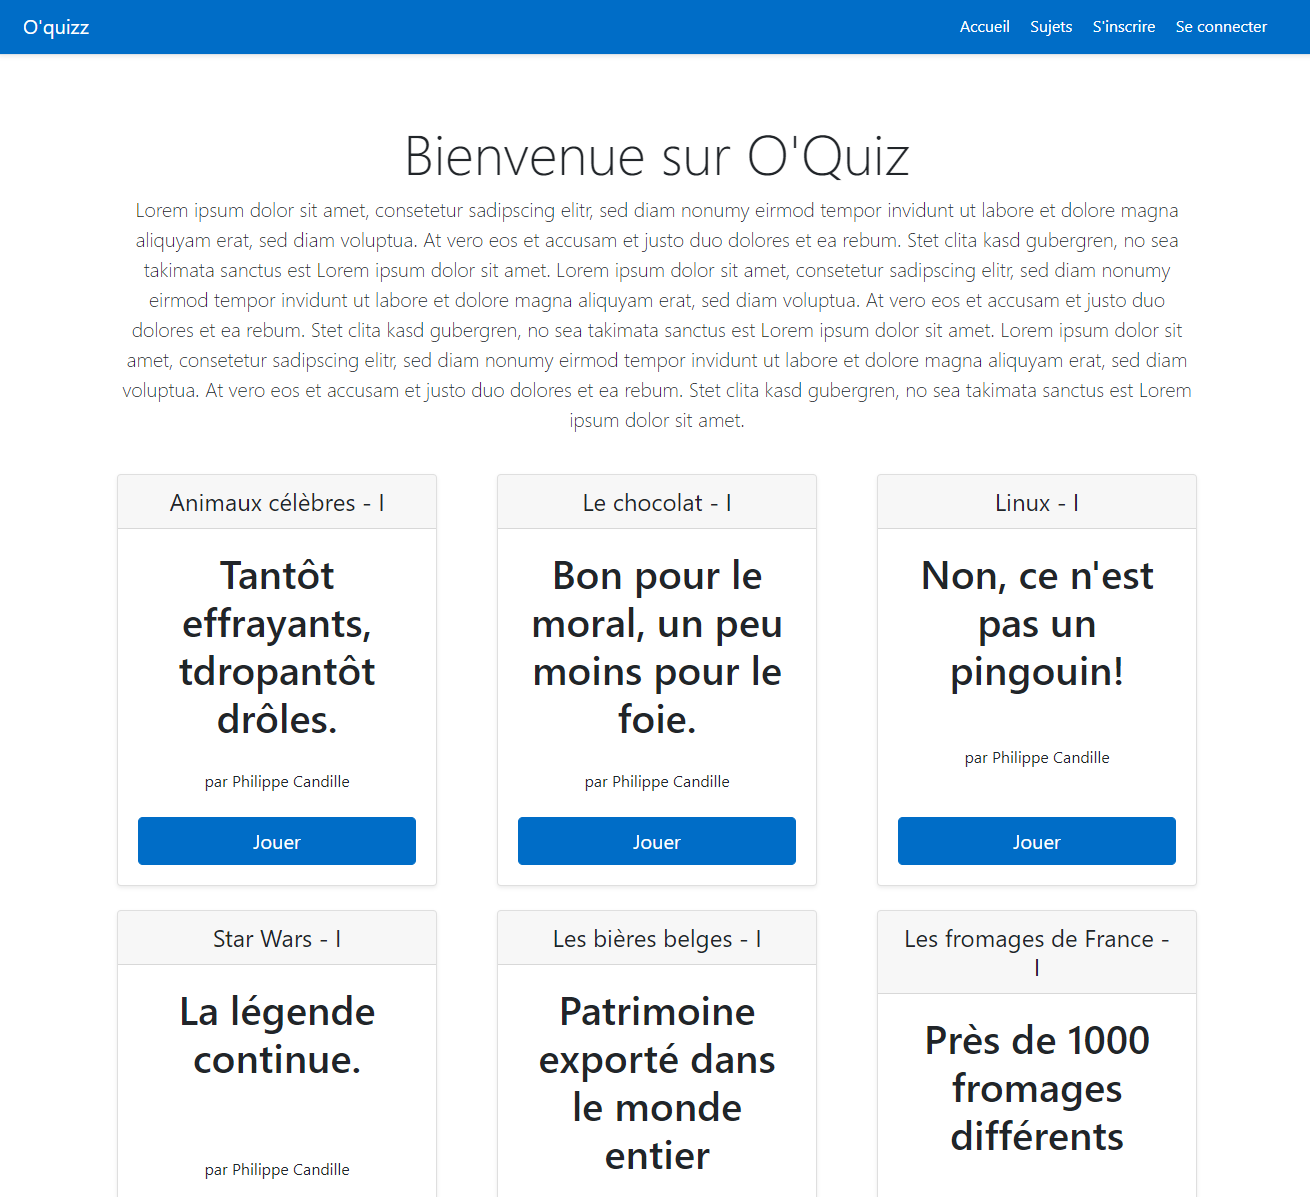 O'quizz
Accueil Sujets S'inscrire Se connecter
Bienvenue sur O'Quiz
Lorem ipsum dolor sit amet, consetetur sadipscing elitr, sed diam nonumy eirmod tempor invidunt ut labore et dolore magna
aliquyam erat, sed diam voluptua. At vero eos et accusam et justo duo dolores et ea rebum. Stet clita kasd gubergren, no sea
takimata sanctus est Lorem ipsum dolor sit amet. Lorem ipsum dolor sit amet, consetetur sadipscing elitr, sed diam nonumy
eirmod tempor invidunt ut labore et dolore magna aliquyam erat, sed diam voluptua. At vero eos et accusam et justo duo
dolores et ea rebum. Stet clita kasd gubergren, no sea takimata sanctus est Lorem ipsum dolor sit amet. Lorem ipsum dolor sit
amet, consetetur sadipscing elitr, sed diam nonumy eirmod tempor invidunt ut labore et dolore magna aliquyam erat, sed diam
voluptua. At vero eos et accusam et justo duo dolores et ea rebum. Stet clita kasd gubergren, no sea takimata sanctus est Lorem
ipsum dolor sit amet.
Animaux célèbres - I
Tantôt
effrayants,
tdropantôt
drôles.
par Philippe Candille
Jouer
Le chocolat - I
Bon pour le
moral, un peu
moins pour le
foie.
par Philippe Candille
Jouer
Linux - I
Non, ce n'est
pas un
pingouin!
par Philippe Candille
Jouer
Star Wars - I
La légende
continue.
par Philippe Candille
Les bières belges - I
Patrimoine
exporté dans
le monde
entier
Les fromages de France -
I
Près de 1000
fromages
différents